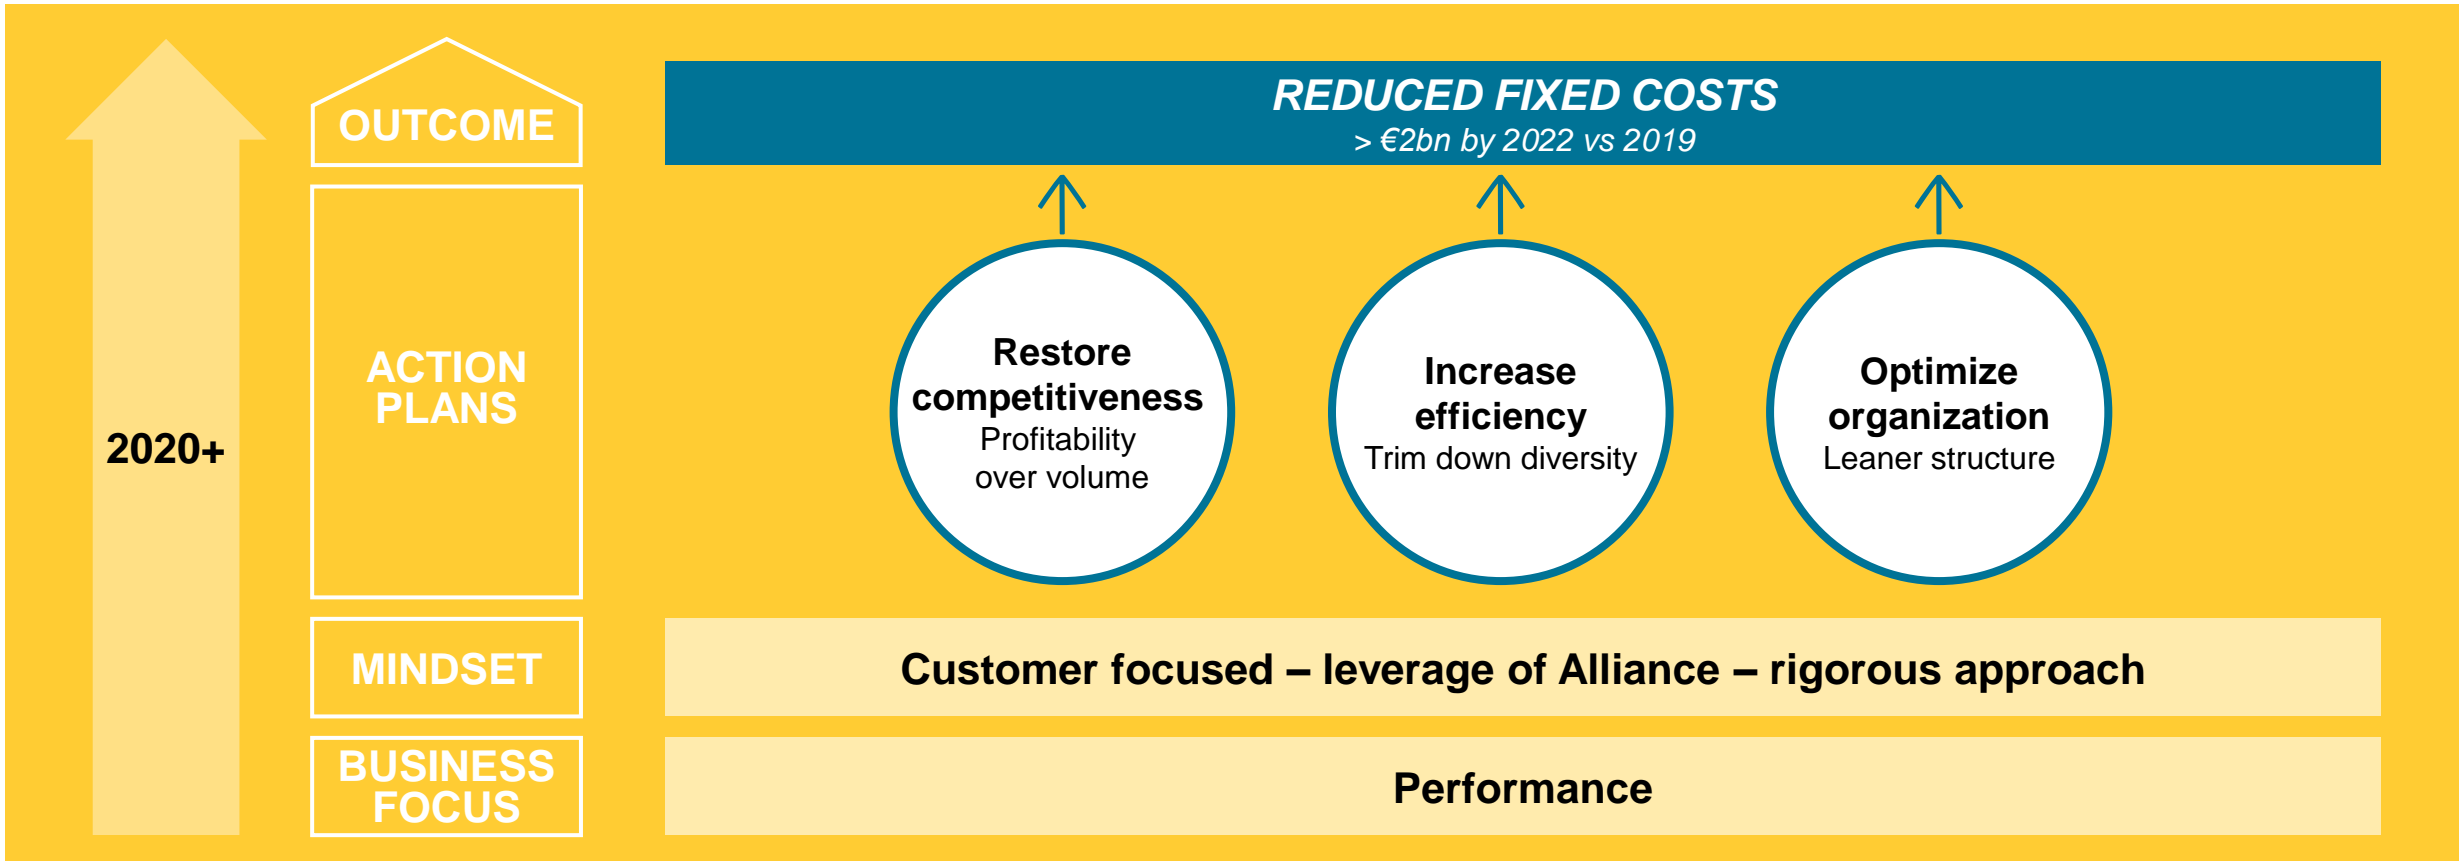 2020+
OUTCOME
REDUCED FIXED COSTS
> €2bn by 2022 vs 2019
ACTION
PLANS
Restore
competitiveness
Profitability
over volume
Increase
efficiency
Trim down diversity
Optimize
organization
Leaner structure
MINDSET
Customer focused – leverage of Alliance – rigorous approach
BUSINESS
FOCUS
Performance